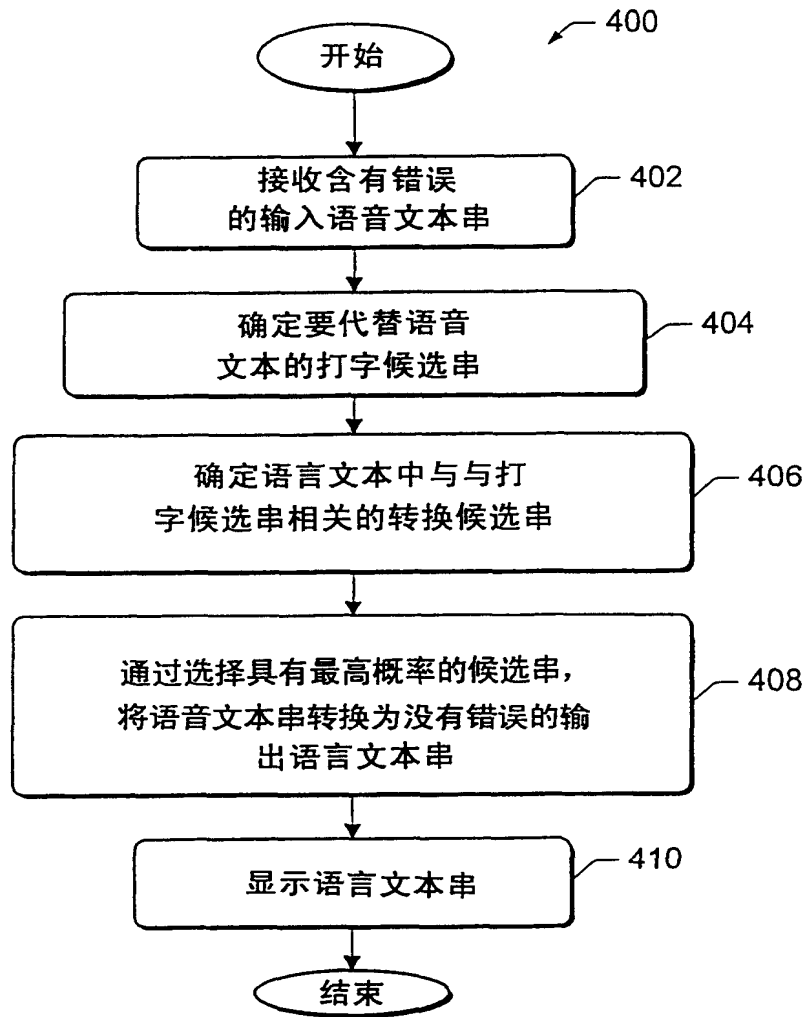 400
开始
接收含有错误
的输入语音文本串
402
确定要代替语音
文本的打字候选串
404
确定语言文本中与与打
字候选串相关的转换候选串
406
通过选择具有最高概率的候选串,
将语音文本串转换为没有错误的输
出语言文本串
408
显示语言文本串
410
结束